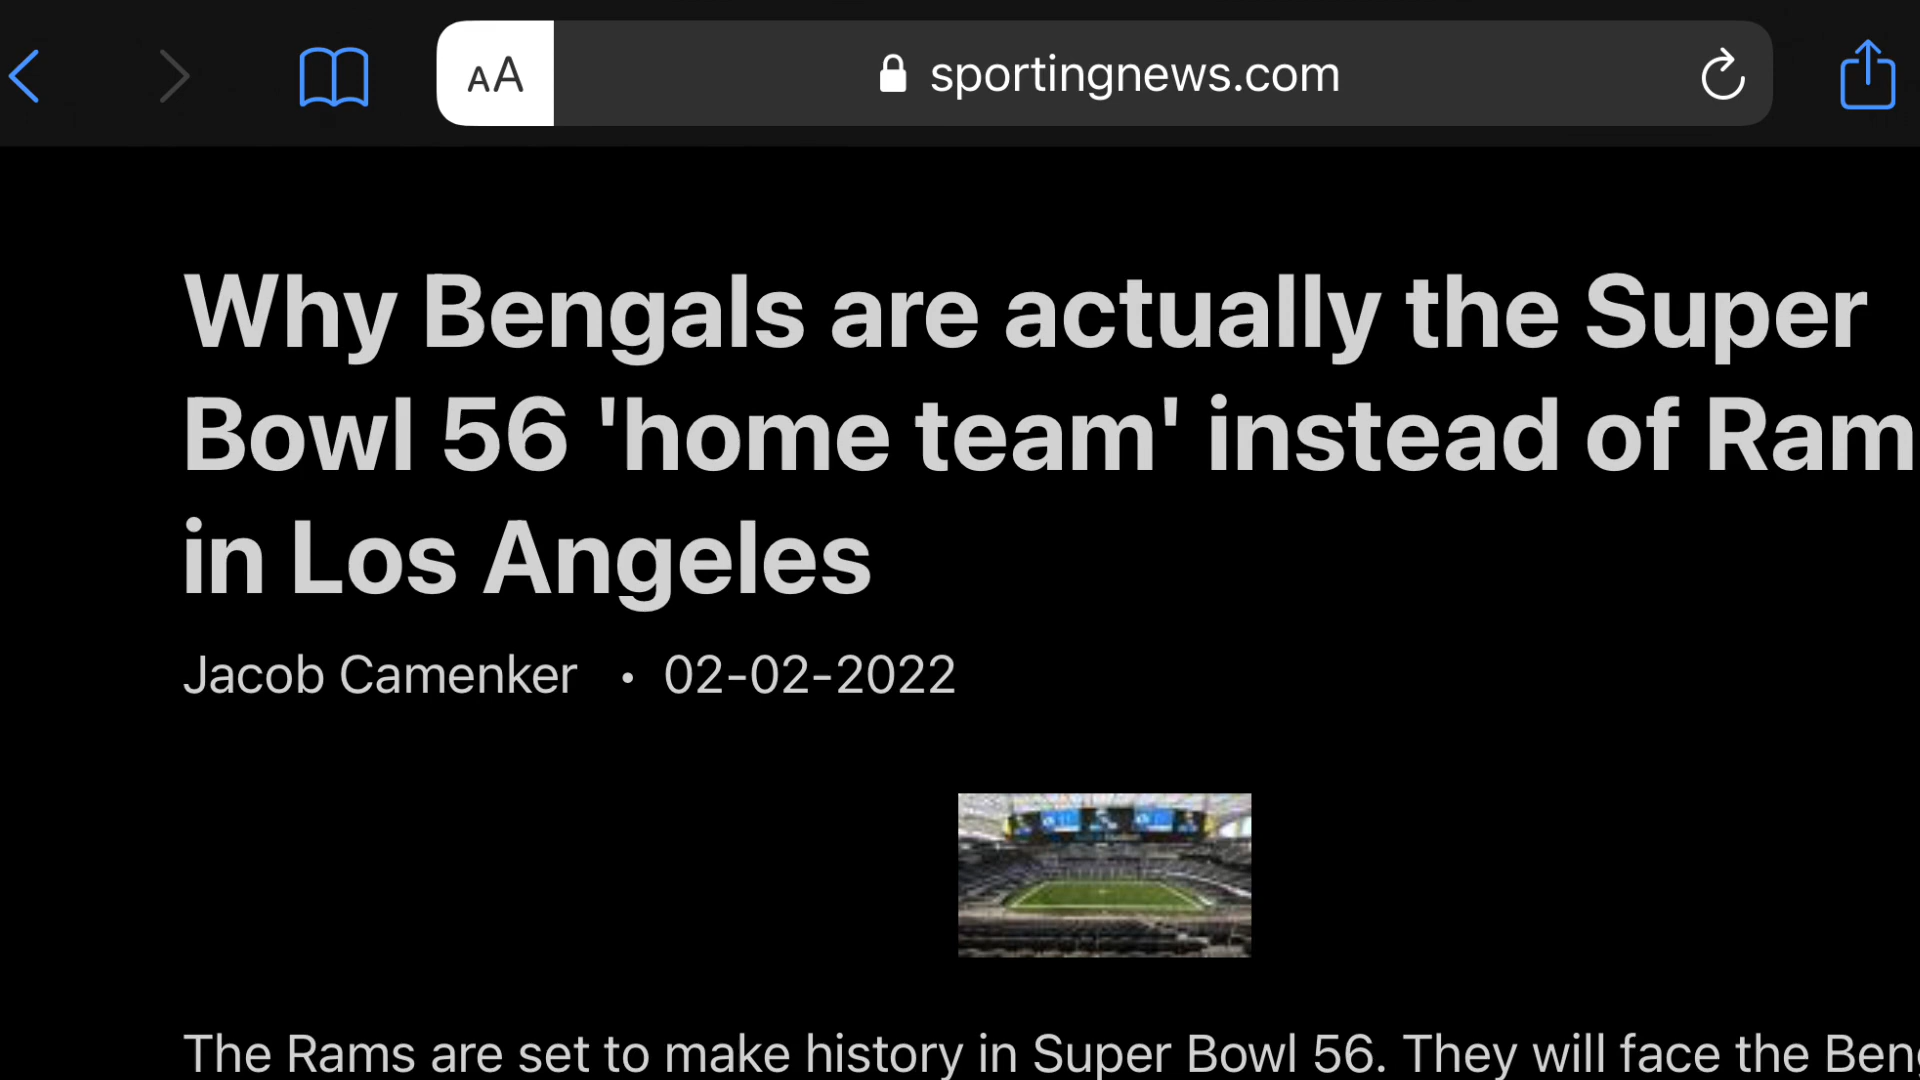 AA sportingnews.com
Why Bengals are actually the Super
Bowl 56 'home team' instead of Ram
in Los Angeles
Jacob Camenker • 02-02-2022
The Rams are set to make history in Super Bowl 56. They will face the Beng